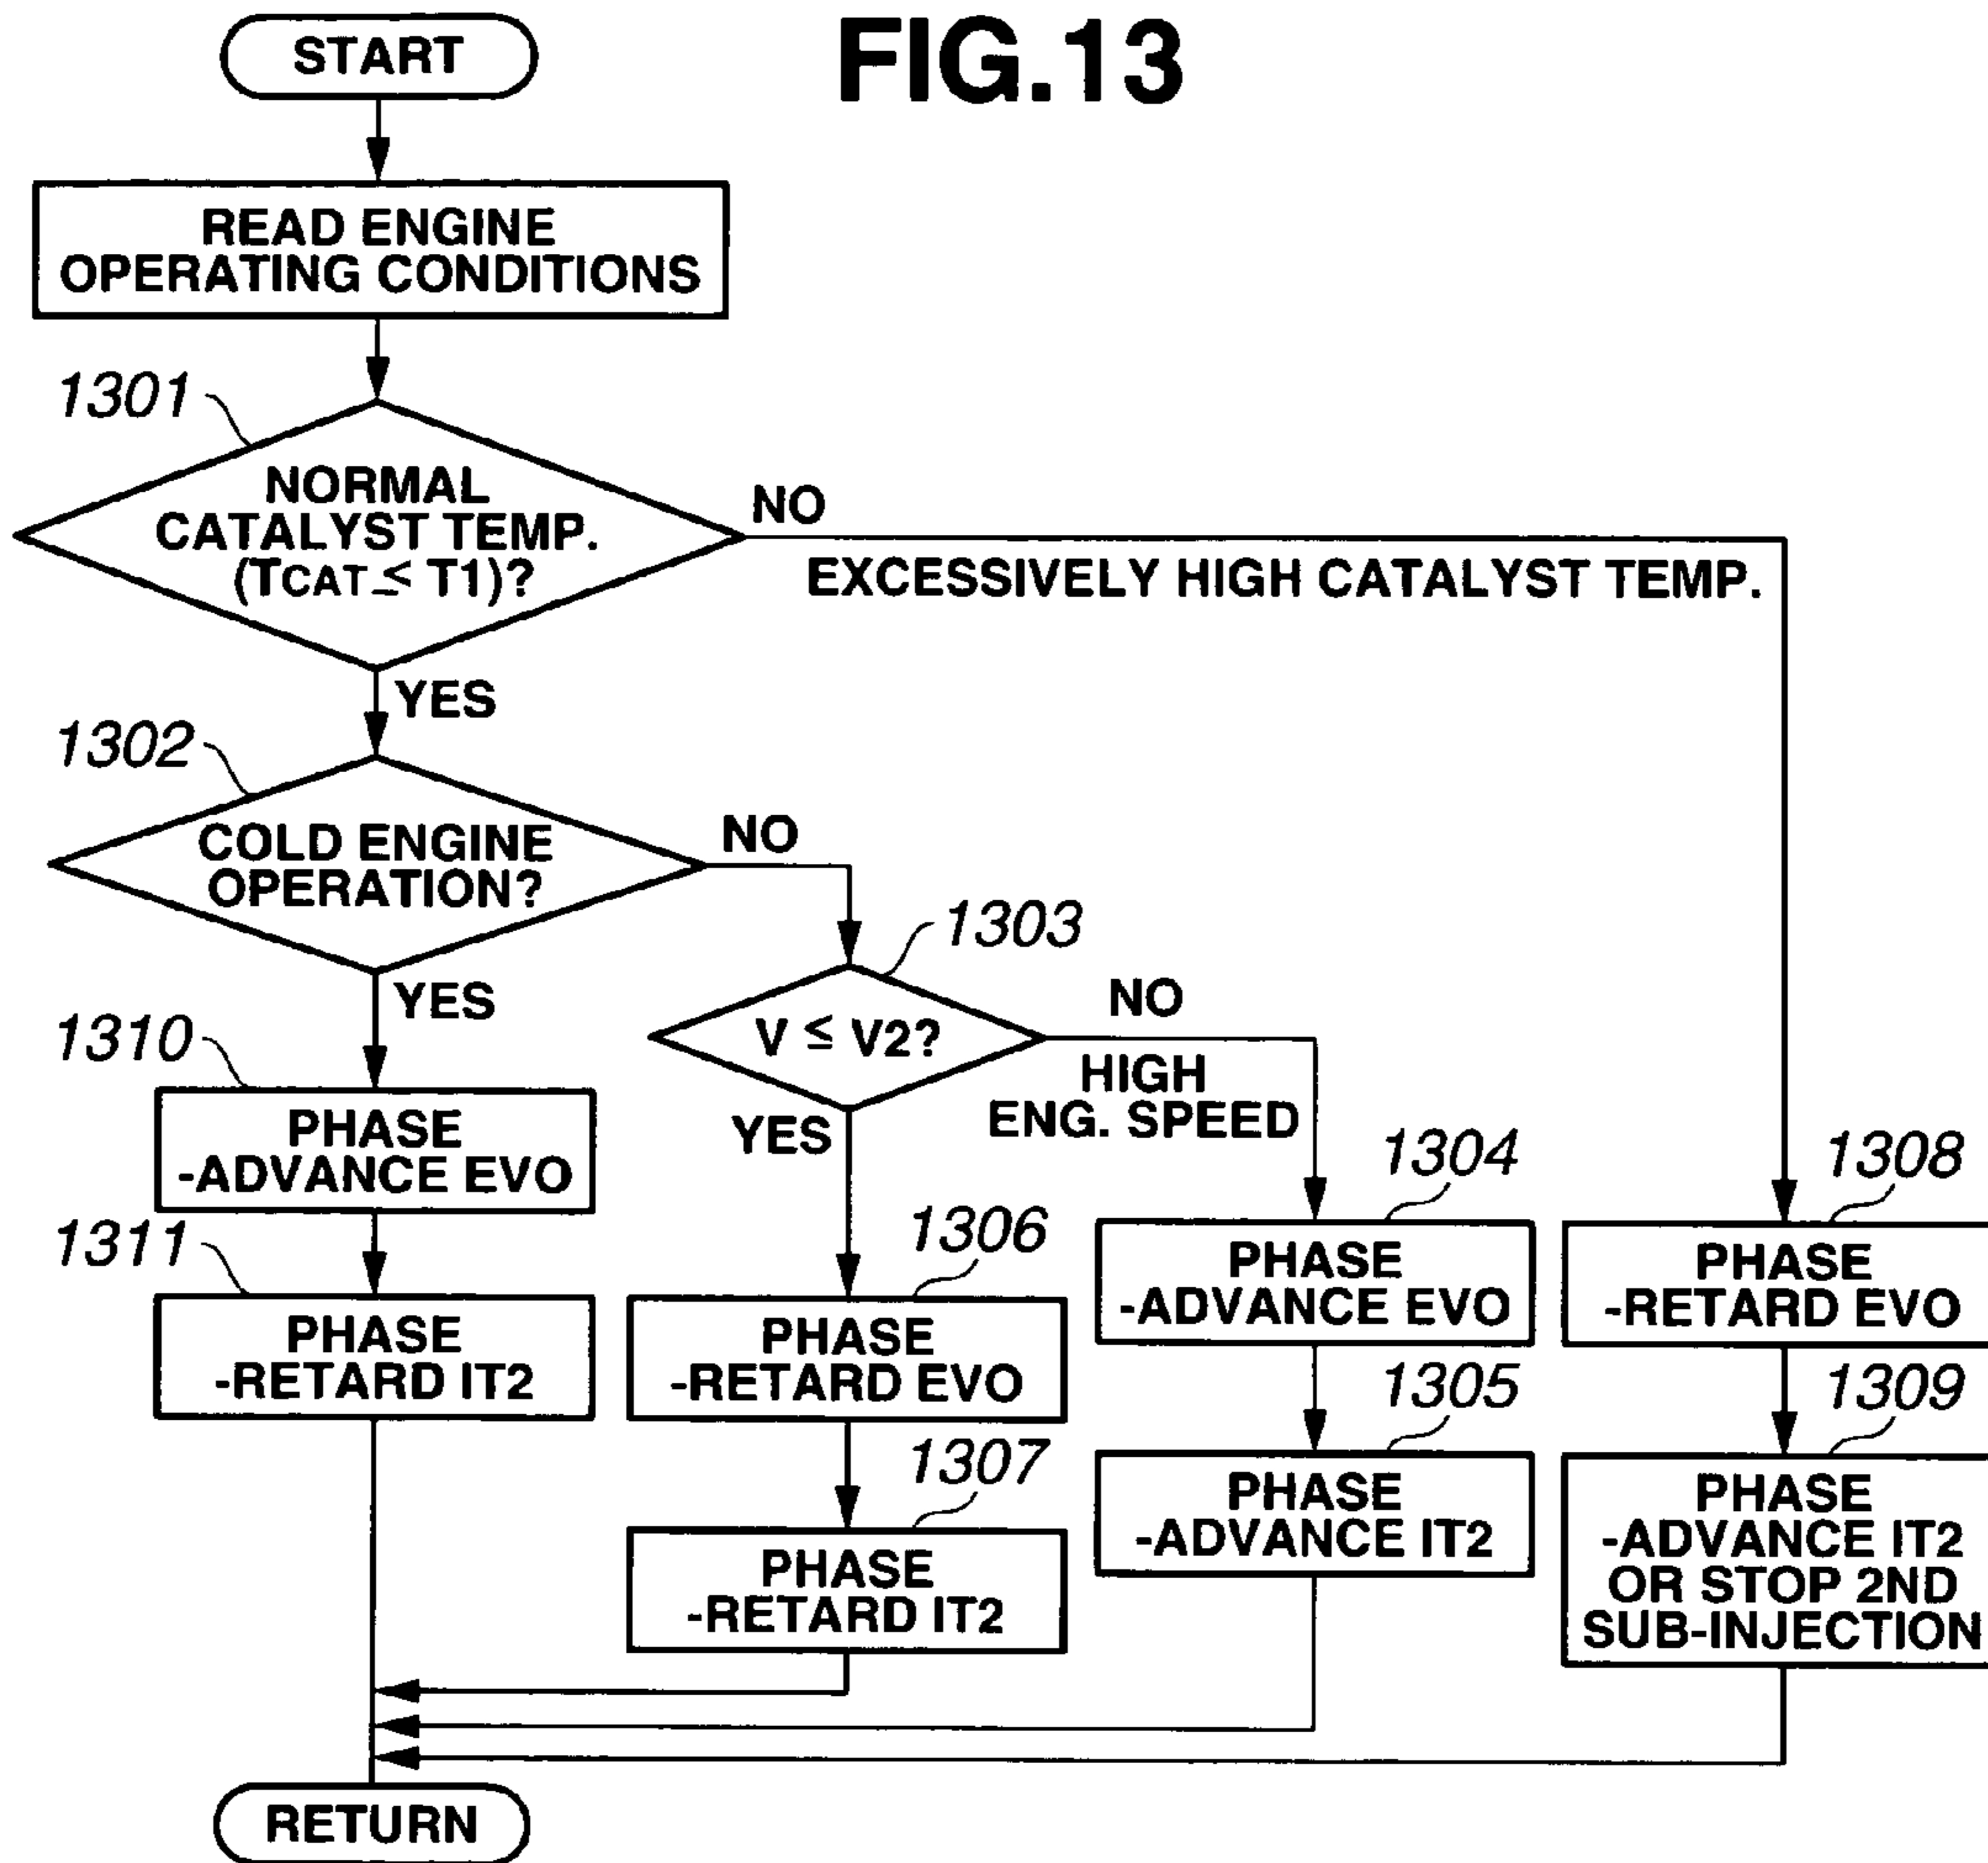 FIG.13
START
READ ENGINE
OPERATING CONDITIONS
1301
NORMAL
CATALYST TEMP.
(TCAT ≤ T1)?
NO
EXCESSIVELY HIGH CATALYST TEMP.
YES
1302
COLD ENGINE
OPERATION?
NO
YES
1303
V ≤ V2?
NO
HIGH
ENG. SPEED
YES
1310
PHASE
-ADVANCE EVO
1311
PHASE
-RETARD IT2
1306
PHASE
-RETARD EVO
1307
PHASE
-RETARD IT2
1304
PHASE
-ADVANCE EVO
1305
PHASE
-ADVANCE IT2
1308
PHASE
-RETARD EVO
1309
PHASE
-ADVANCE IT2
OR STOP 2ND
SUB-INJECTION
RETURN